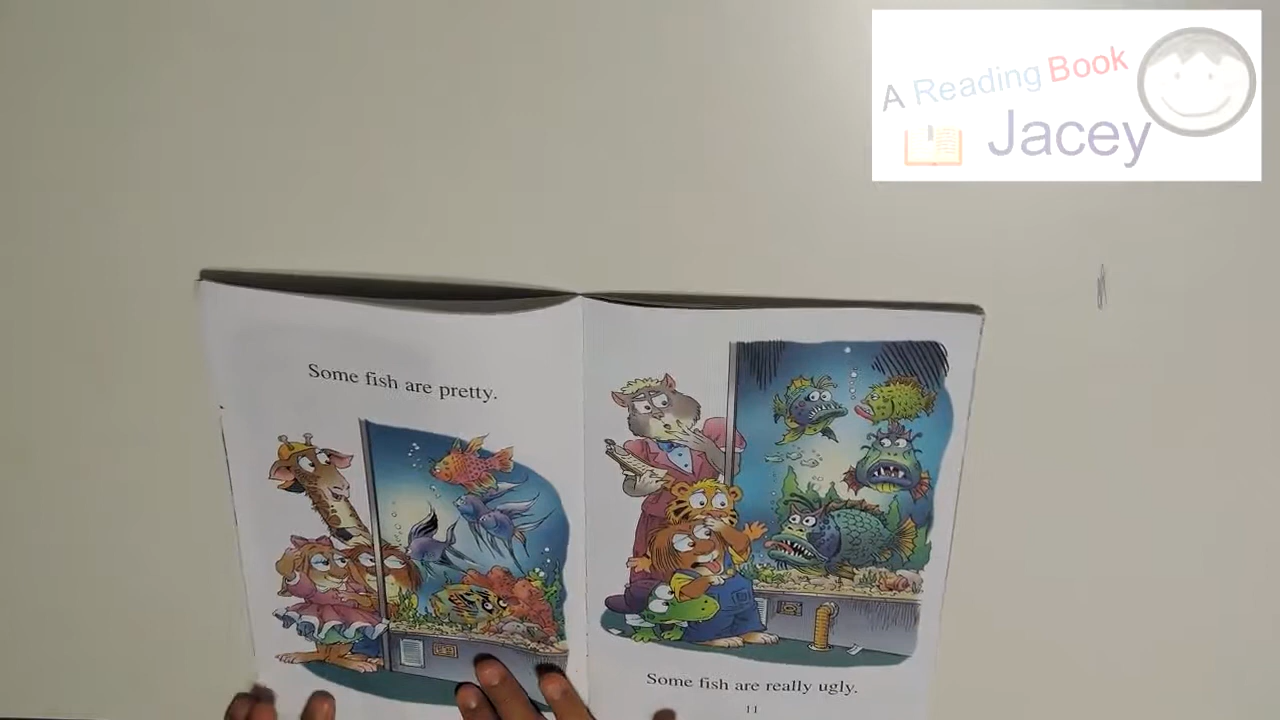 A Reading Book
Jacey
Some fish are pretty.
Some fish are really ugly.
11